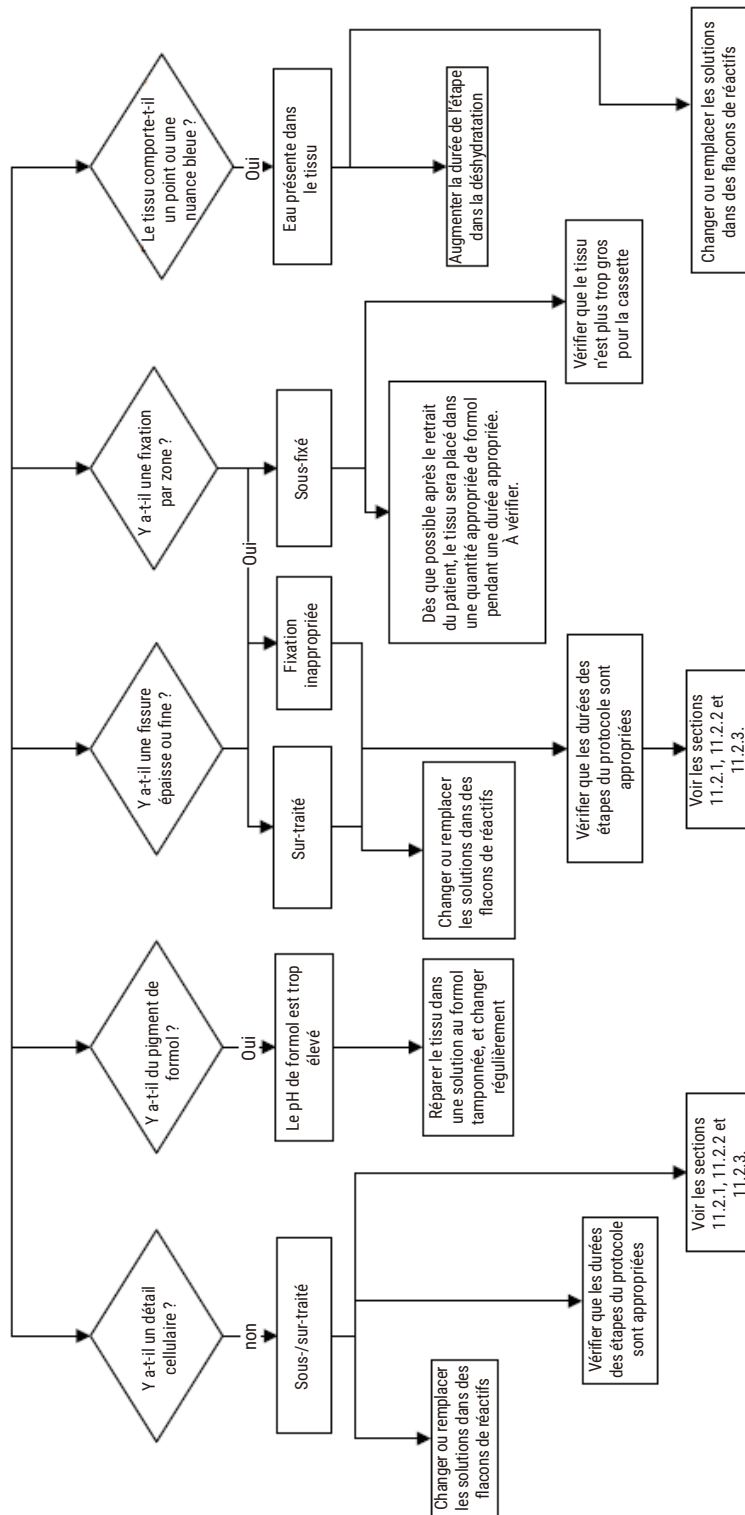 Y a-t-il un détail
cellulaire ?
non
Sous-/ sur-traité
Changer ou remplacer
les solutions dans des
flacons de réactifs
Vérifier que les durées
des étapes du protocole
sont appropriées
Voir les sections
11.2.1, 11.2.2 et
11.2.3.
Y a-t-il du pigment de
formol ?
Oui
Le pH de formol est trop
élevé
Réparer le tissu dans
une solution au formol
tamponnée, et changer
régulièrement
Y a-t-il une fissure
épaisse ou fine ?
Sur-traité
Fixation
inappropriée
Changer ou remplacer
les solutions dans des
flacons de réactifs
Vérifier que les durées des
étapes du protocole sont
appropriées
Voir les sections
11.2.1, 11.2.2 et
11.2.3.
Y a-t-il une fixation
par zone ?
Oui
Sous-fixé
Dès que possible après le retrait
du patient, le tissu sera placé dans
une quantité appropriée de formol
pendant une durée appropriée.
À vérifier.
Vérifier que le tissu
n'est plus trop gros
pour la cassette
Le tissu comporte-t-il
un point ou une
nuance bleue ?
Oui
Eau présente dans
le tissu
Augmenter la durée de l'étape
dans la déshydratation
Changer ou remplacer les solutions
dans des flacons de réactifs